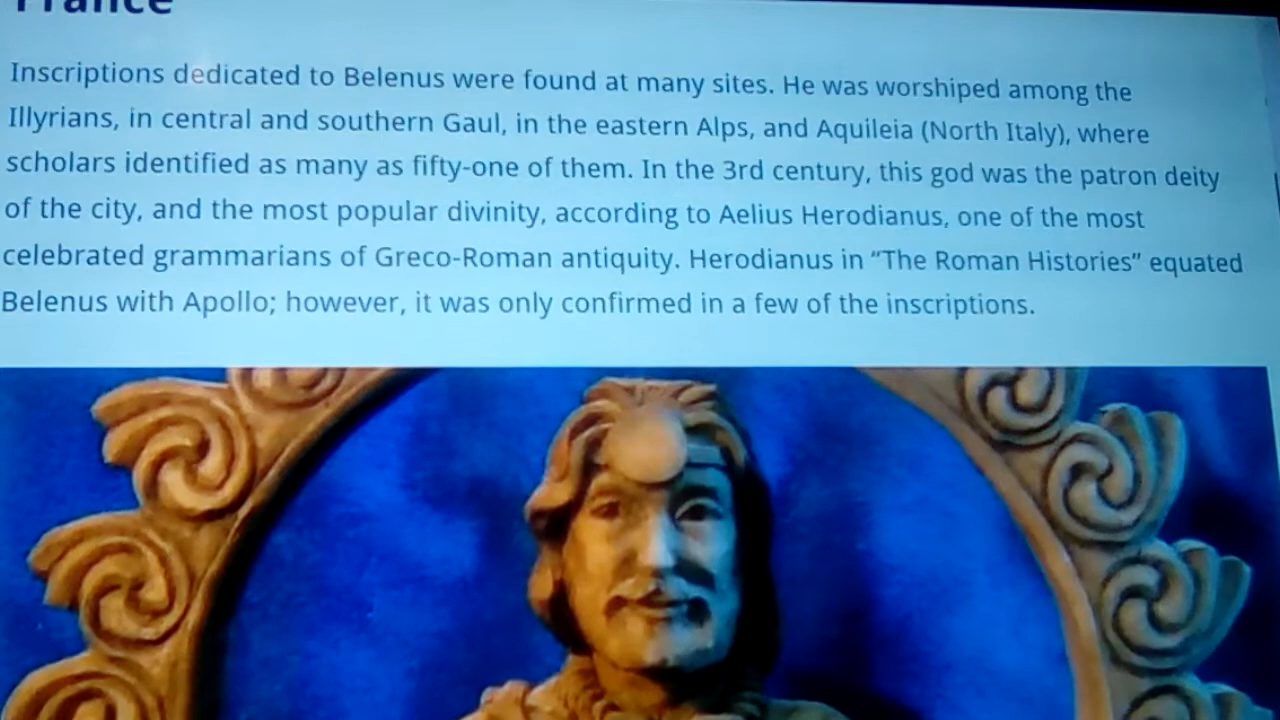 France
Inscriptions dedicated to Belenus were found at many sites. He was worshiped among the
Illyrians, in central and southern Gaul, in the eastern Alps, and Aquileia (North Italy), where
scholars identified as many as fifty-one of them. In the 3rd century, this god was the patron deity
of the city, and the most popular divinity, according to Aelius Herodianus, one of the most
celebrated grammarians of Greco-Roman antiquity. Herodianus in “The Roman Histories” equated
Belenus with Apollo; however, it was only confirmed in a few of the inscriptions.